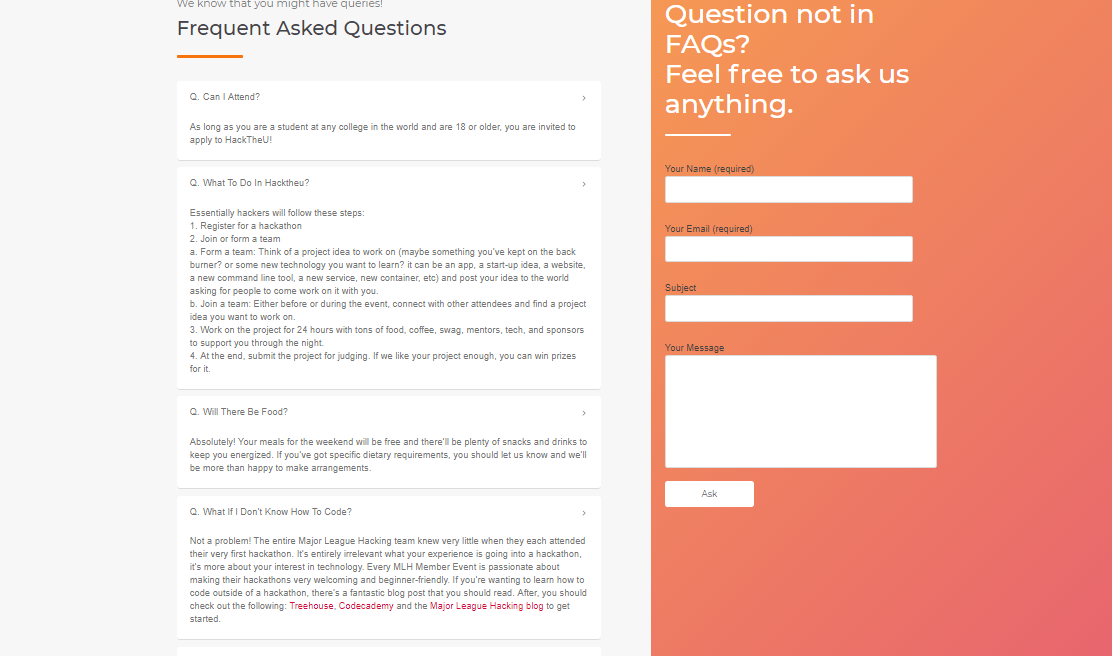 We know that you might have queries!
Frequent Asked Questions
Q. Can I Attend?
As long as you are a student at any college in the world and are 18 or older, you are invited to
apply to HackTheU!
Q. What To Do In Hacktheu?
Essentially hackers will follow these steps:
1. Register for a hackathon
2. Join or form a team
a. Form a team: Think of a project idea to work on (maybe something you've kept on the back
burner? or some new technology you want to learn? it can be an app, a start-up idea, a website,
a new command line tool, a new service, new container, etc) and post your idea to the world
asking for people to come work on it with you.
b. Join a team: Either before or during the event, connect with other attendees and find a project
idea you want to work on.
3. Work on the project for 24 hours with tons of food, coffee, swag, mentors, tech, and sponsors
to support you through the night.
4. At the end, submit the project for judging. If we like your project enough, you can win prizes
for it.
Q. Will There Be Food?
Absolutely! Your meals for the weekend will be free and there'll be plenty of snacks and drinks to
keep you energized. If you've got specific dietary requirements, you should let us know and we'll
be more than happy to make arrangements.
Q. What If I Don't Know How To Code?
Not a problem! The entire Major League Hacking team knew very little when they each attended
their very first hackathon. It's entirely irrelevant what your experience is going into a hackathon,
it's more about your interest in technology. Every MLH Member Event is passionate about
making their hackathons very welcoming and beginner-friendly. If you're wanting to learn how to
code outside of a hackathon, there's a fantastic blog post that you should read. After, you should
check out the following: Treehouse, Codecademy and the Major League Hacking blog to get
started.
Question not in
FAQs?
Feel free to ask us
anything.
Your Name (required)
Your Email (required)
Subject
Your Message
Ask